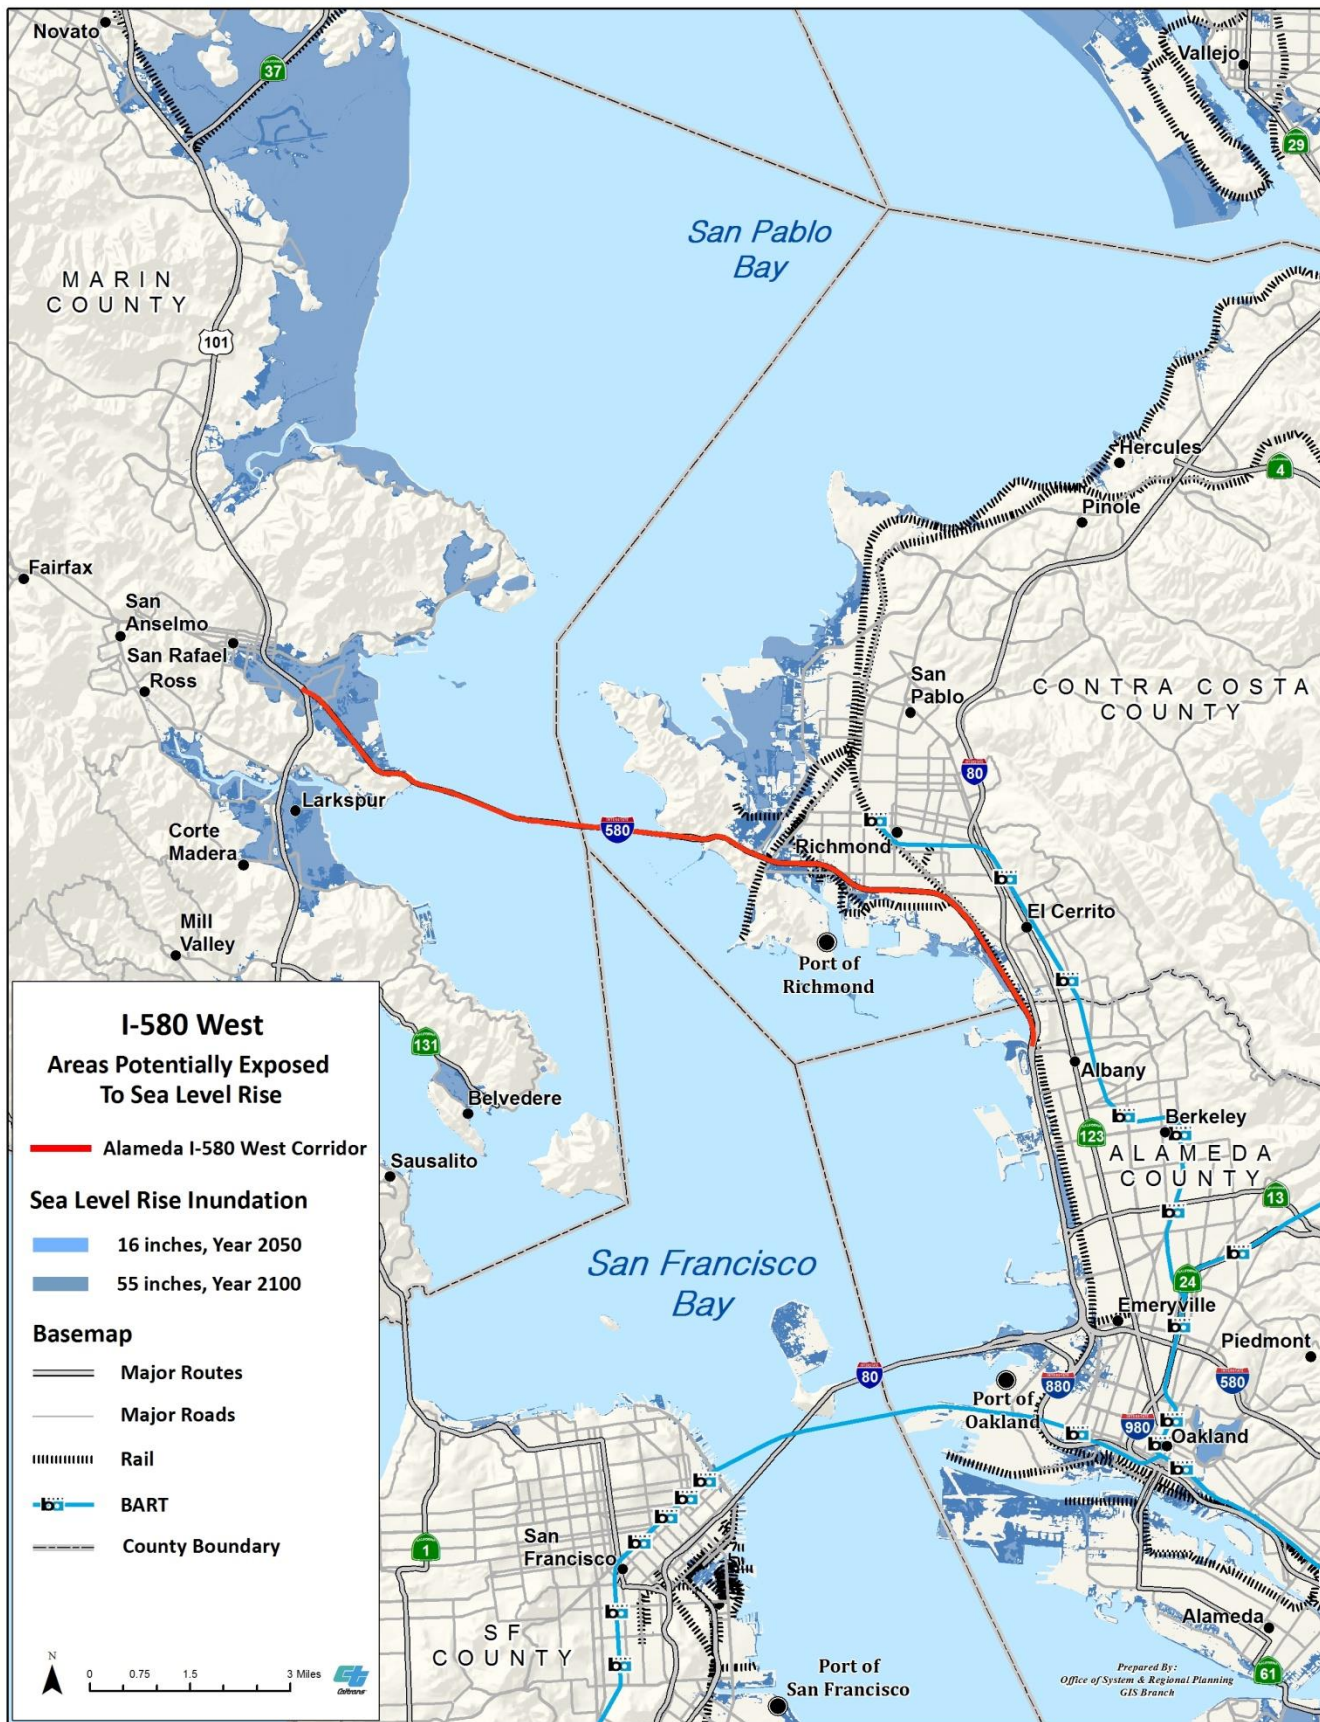 Novato
37
Vallejo
29
San Pablo
Bay
MARIN
COUNTY
101
Hercules
4
Pinole
Fairfax
San
Anselmo
San Rafael
Ross
San
Pablo
CONTRA COSTA
COUNTY
80
Larkspur
580
Corte
Madera
Richmond
El Cerrito
Mill
Valley
Port of
Richmond
131
Belvedere
Albany
Berkeley
123
ALAMEDA
COUNTY
Sausalito
13
San Francisco
Bay
24
Emeryville
Piedmont
80
Port of
Oakland
880
580
980
Oakland
San
Francisco
1
SF
COUNTY
Alameda
61
Port of
San Francisco
I-580 West
Areas Potentially Exposed
To Sea Level Rise
Alameda I-580 West Corridor
Sea Level Rise Inundation
16 inches, Year 2050
55 inches, Year 2100
Basemap
Major Routes
Major Roads
Rail
BART
County Boundary
N
0 0.75 1.5 3 Miles
Caltrans
Prepared By:
Office of System & Regional Planning
GIS Branch